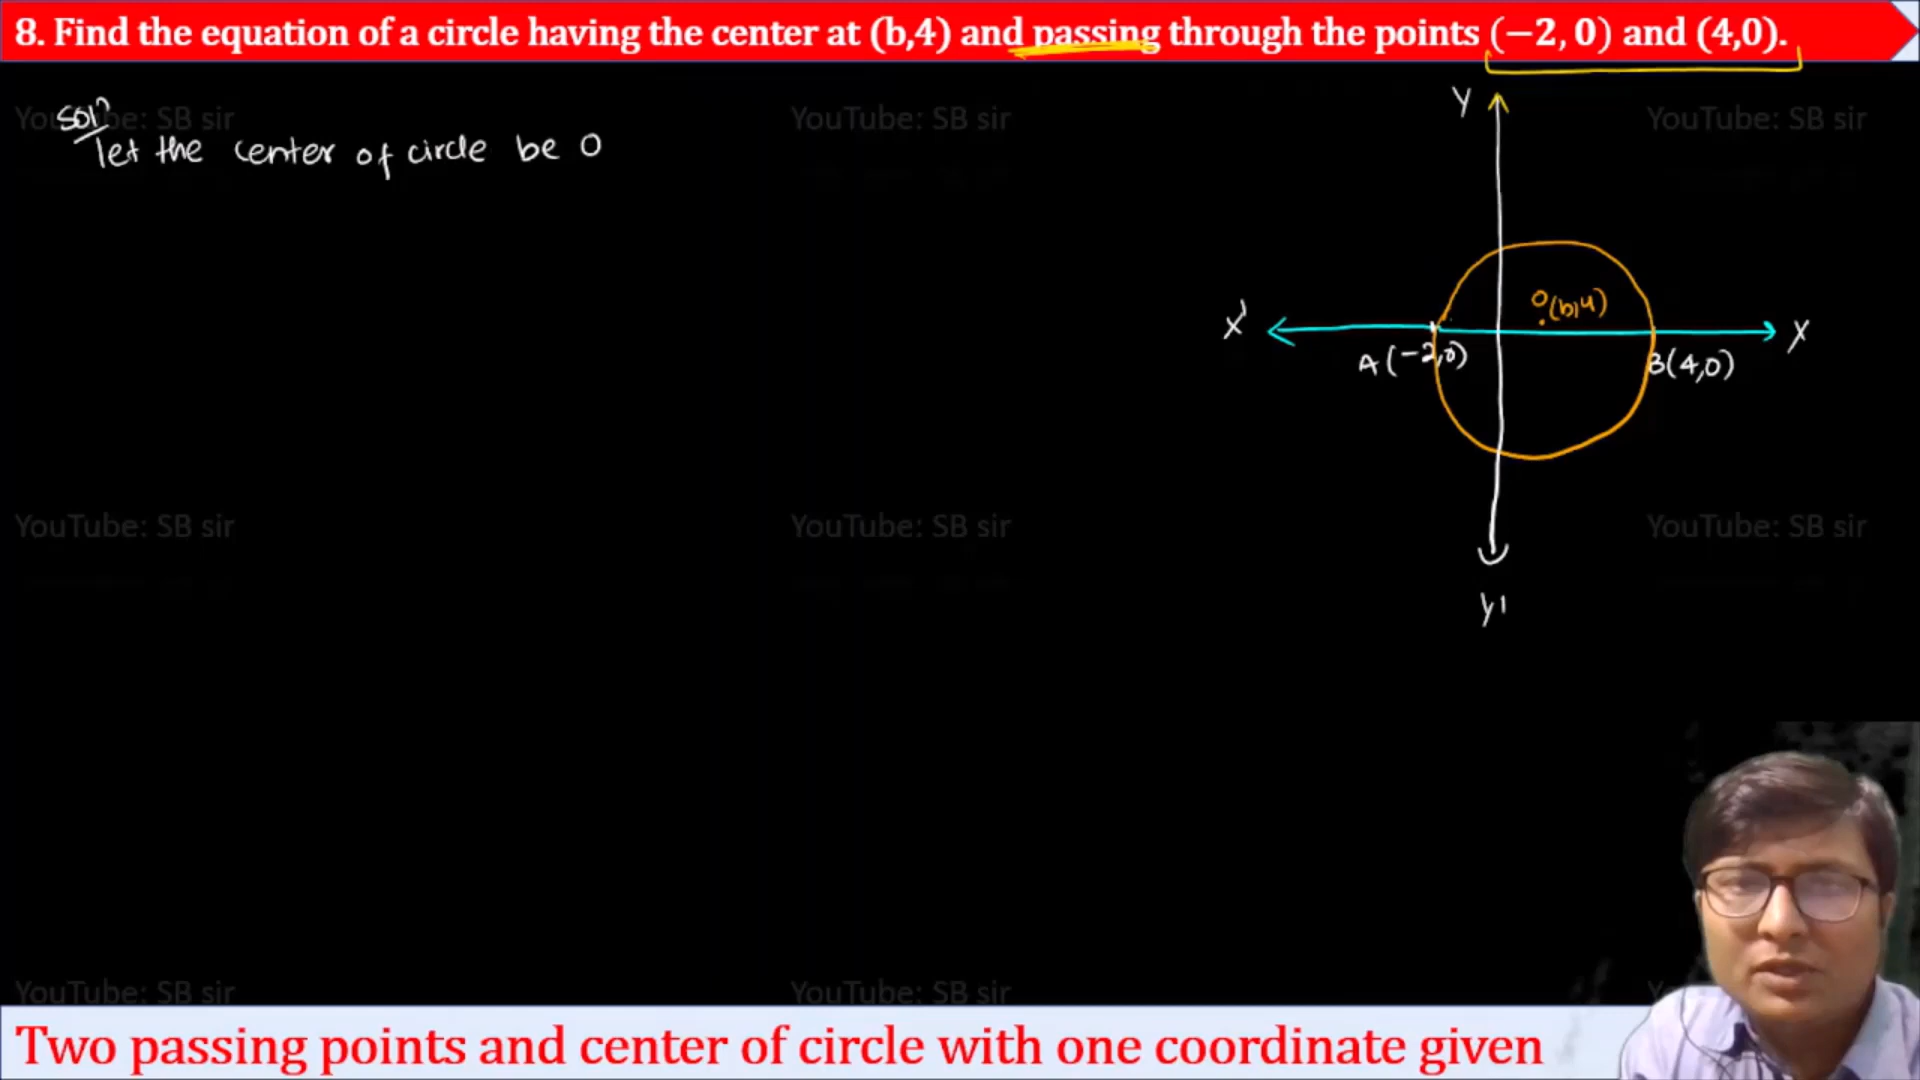 8. Find the equation of a circle having the center at (b,4) and passing through the points (−2, 0) and (4,0).
YouTube: SB sir YouTube: SB sir YouTube: SB sir
Solⁿ
let the center of circle be O
Y
O(b,4)
X' X
A(-2,0) B(4,0)
YouTube: SB sir YouTube: SB sir YouTube: SB sir
Y'
YouTube: SB sir YouTube: SB sir
Two passing points and center of circle with one coordinate given